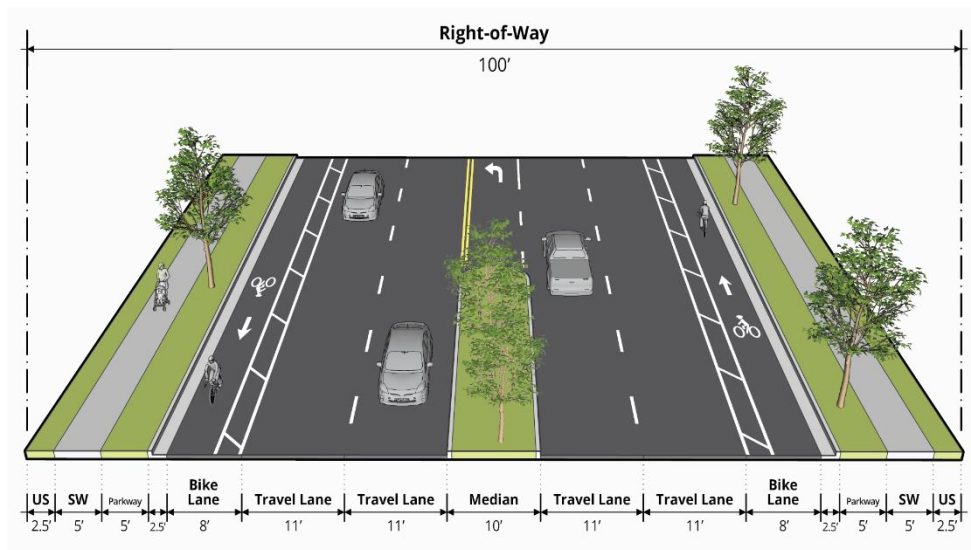 Right-of-Way
100’
US SW Parkway Bike Lane Travel Lane Travel Lane Median Travel Lane Travel Lane Bike Lane Parkway SW US
2.5’ 5’ 5’ 2.5’ 8’ 11’ 11’ 10’ 11’ 11’ 8’ 2.5’ 5’ 5’ 2.5’